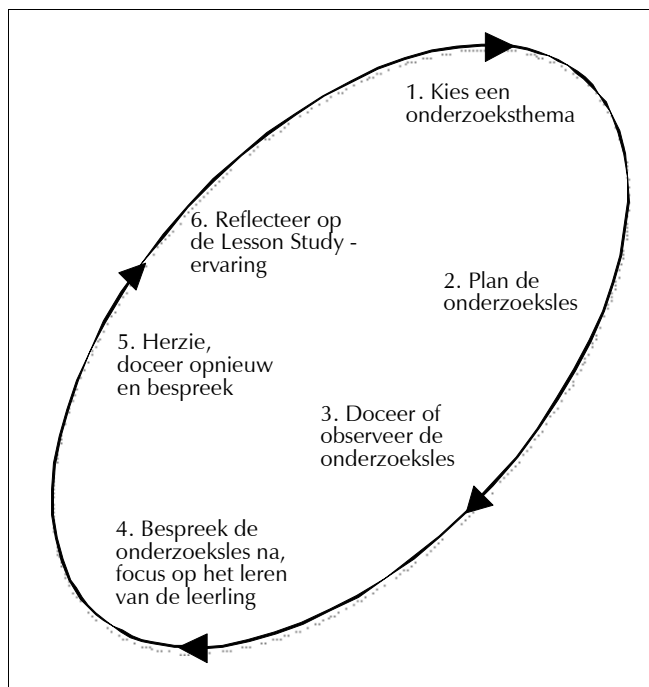 1. Kies een
onderzoeksthema
2. Plan de
onderzoeksles
3. Doceer of
observeer de
onderzoeksles
4. Bespreek de
onderzoeksles na,
focus op het leren
van de leerling
5. Herzie,
doceer opnieuw
en bespreek
6. Reflecteer op
de Lesson Study -
ervaring